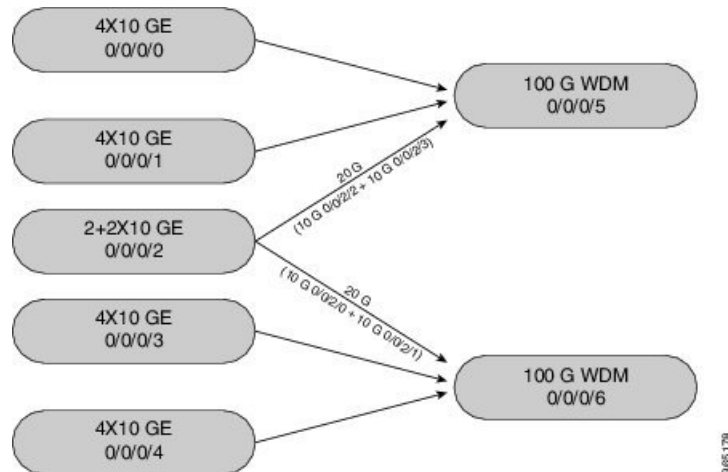 4X10 GE
0/0/0/0
4X10 GE
0/0/0/1
2+2X10 GE
0/0/0/2
4X10 GE
0/0/0/3
4X10 GE
0/0/0/4
20 G
(10 G 0/0/2/2 + 10 G 0/0/2/3)
20 G
(10 G 0/0/2/0 + 10 G 0/0/2/1)
100 G WDM
0/0/0/5
100 G WDM
0/0/0/6